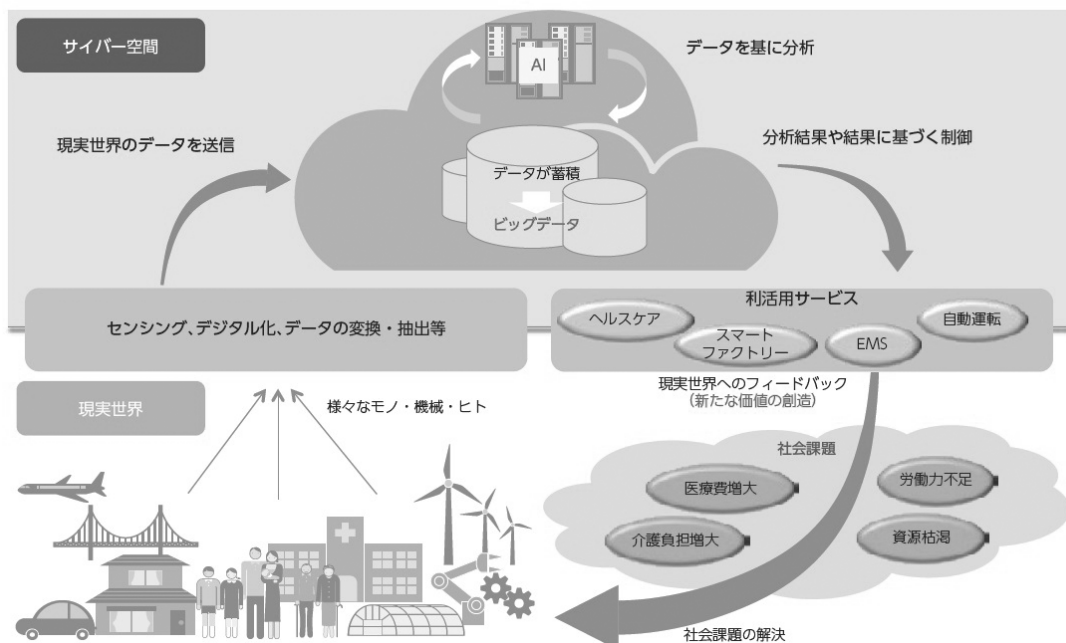 サイバー空間
AI
データを基に分析
現実世界のデータを送信
分析結果や結果に基づく制御
データが蓄積
ビッグデータ
センシング、デジタル化、データの変換・抽出等
利活用サービス
ヘルスケア
スマート
ファクトリー
EMS
自動運転
現実世界
様々なモノ・機械・ヒト
現実世界へのフィードバック
（新たな価値の創造）
社会課題
医療費増大
労働力不足
介護負担増大
資源枯渇
社会課題の解決